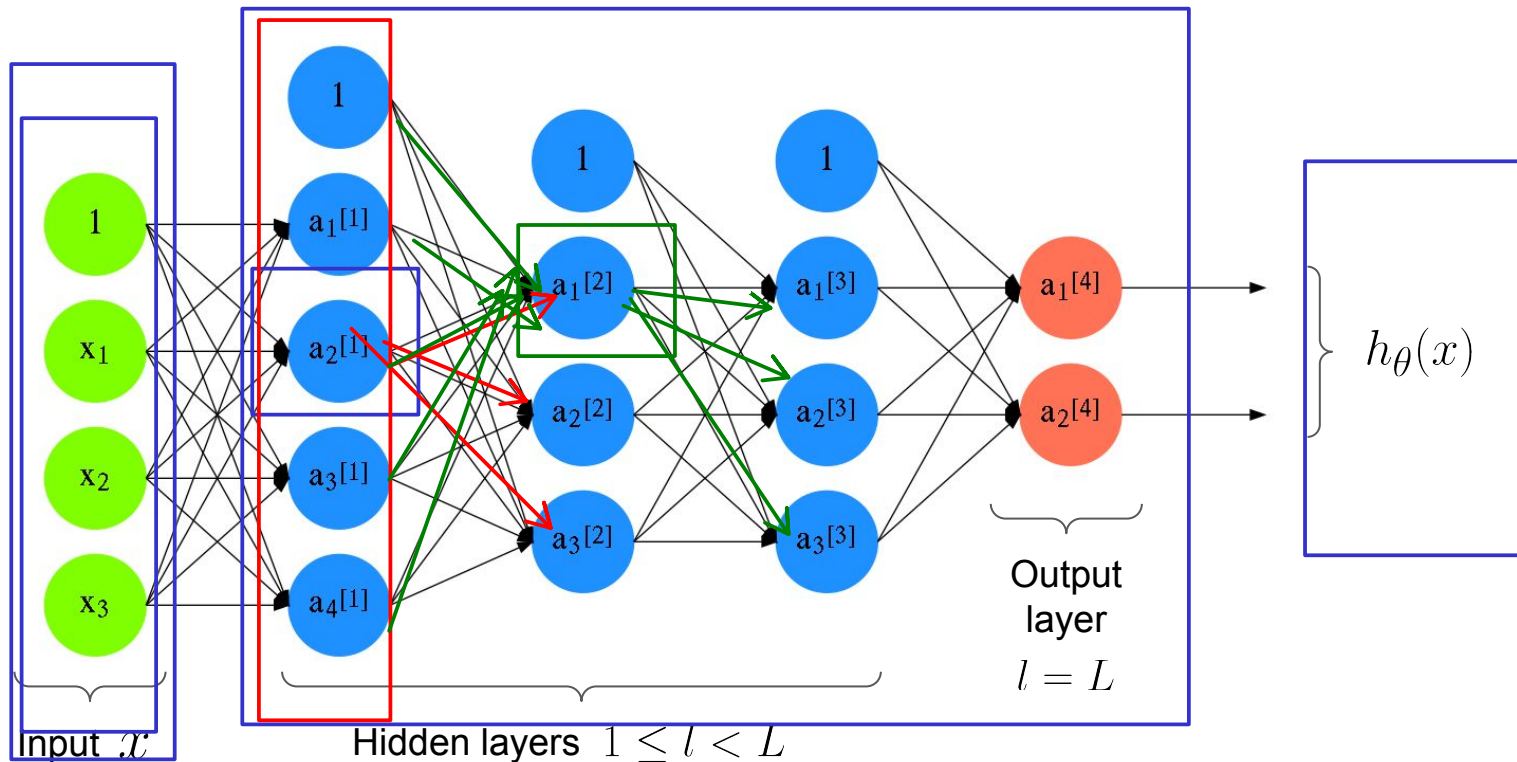 1
x₁
x₂
x₃
Input x
1
a₁[1]
a₂[1]
a₃[1]
a₄[1]
1
a₁[2]
a₂[2]
a₃[2]
1
a₁[3]
a₂[3]
a₃[3]
Hidden layers 1 ≤ l < L
a₁[4]
a₂[4]
Output
layer
l = L
h_θ(x)